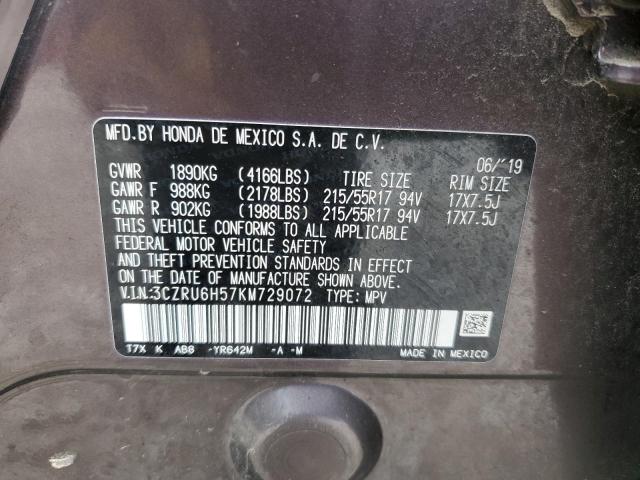 MFD.BY HONDA DE MEXICO S.A. DE C.V.
06/'19
GVWR 1890KG (4166LBS) TIRE SIZE RIM SIZE
GAWR F 988KG (2178LBS) 215/55R17 94V 17X7.5J
GAWR R 902KG (1988LBS) 215/55R17 94V 17X7.5J
THIS VEHICLE CONFORMS TO ALL APPLICABLE
FEDERAL MOTOR VEHICLE SAFETY
AND THEFT PREVENTION STANDARDS IN EFFECT
ON THE DATE OF MANUFACTURE SHOWN ABOVE.
V.I.N.:3CZRU6H57KM729072 TYPE: MPV
T7X K AB8 -YR642M -A -M
MADE IN MEXICO